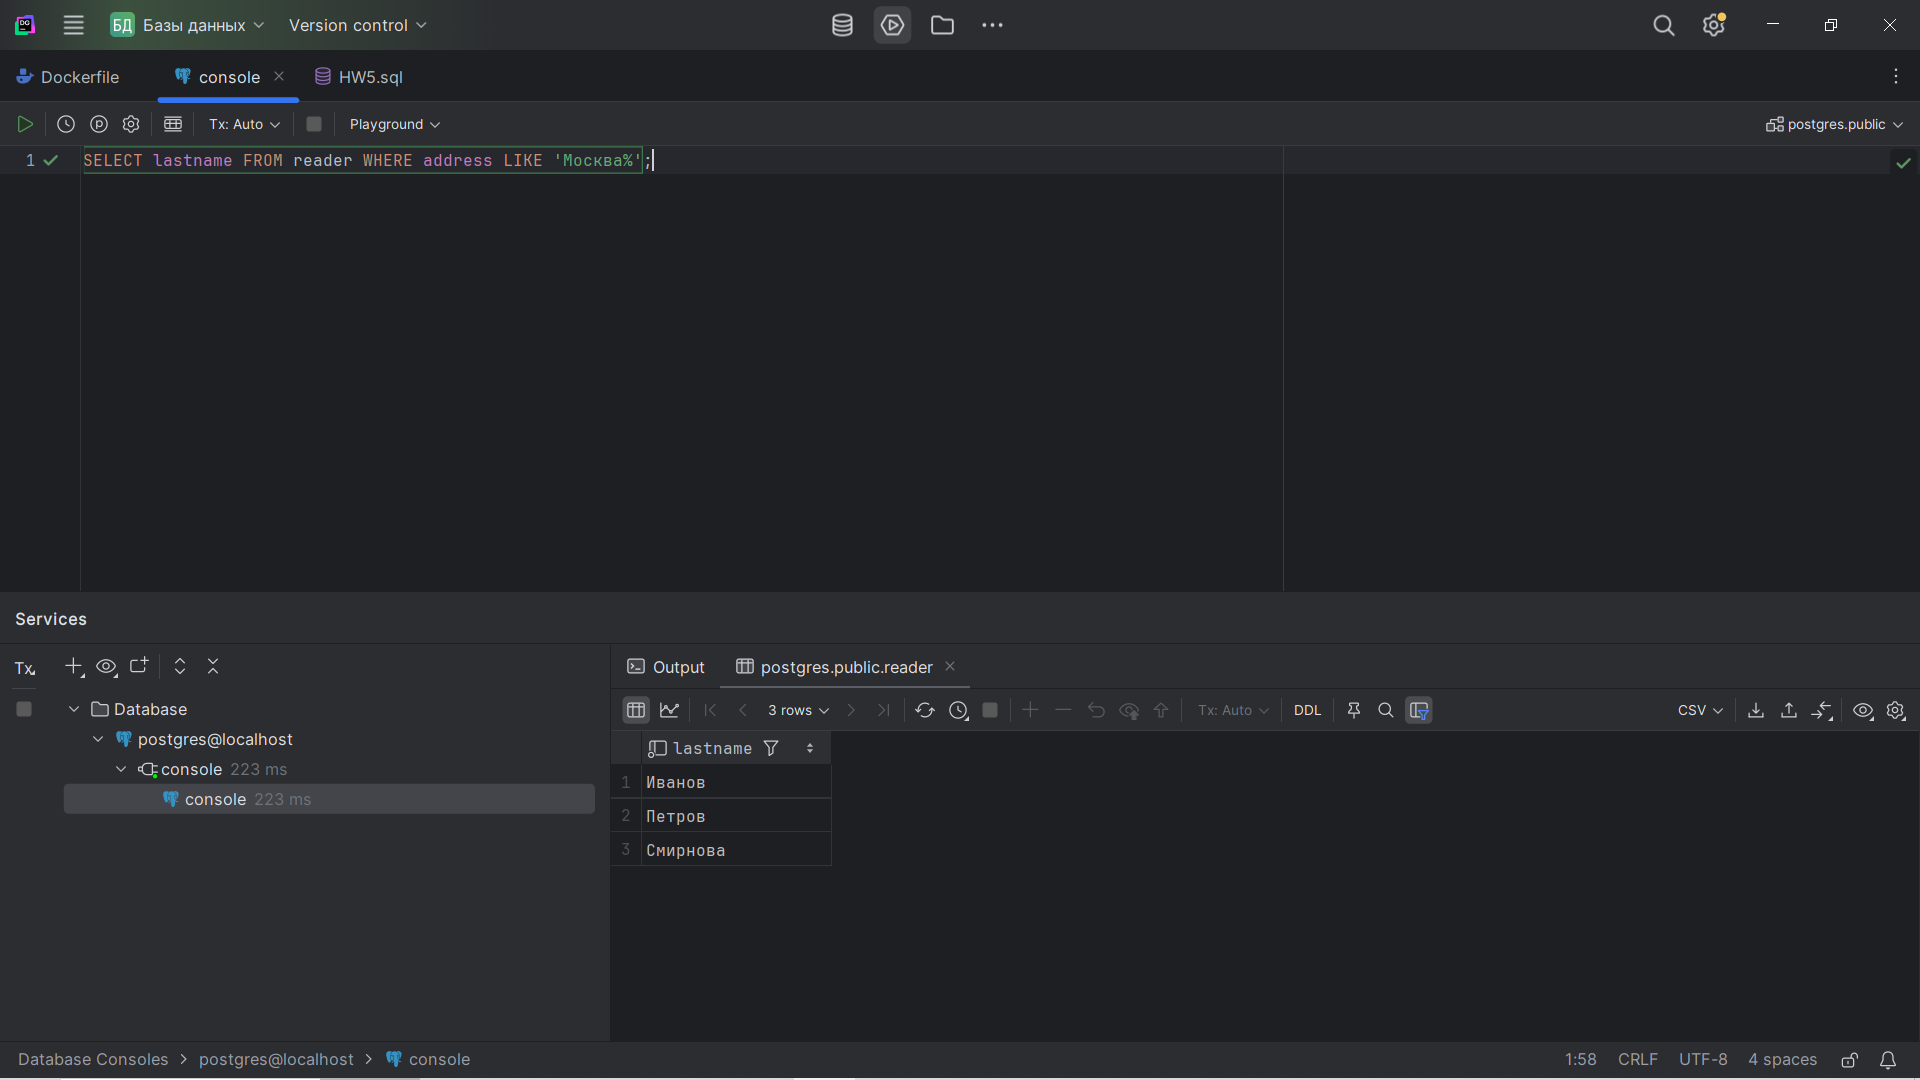 БД Базы данных Version control
Dockerfile console HW5.sql
Tx: Auto Playground postgres.public
1 SELECT lastname FROM reader WHERE address LIKE 'Москва%';
Services
Tx Output postgres.public.reader
Database 3 rows Tx: Auto DDL CSV
postgres@localhost lastname
console 223 ms 1 Иванов
console 223 ms 2 Петров
3 Смирнова
Database Consoles > postgres@localhost > console 1:58 CRLF UTF-8 4 spaces